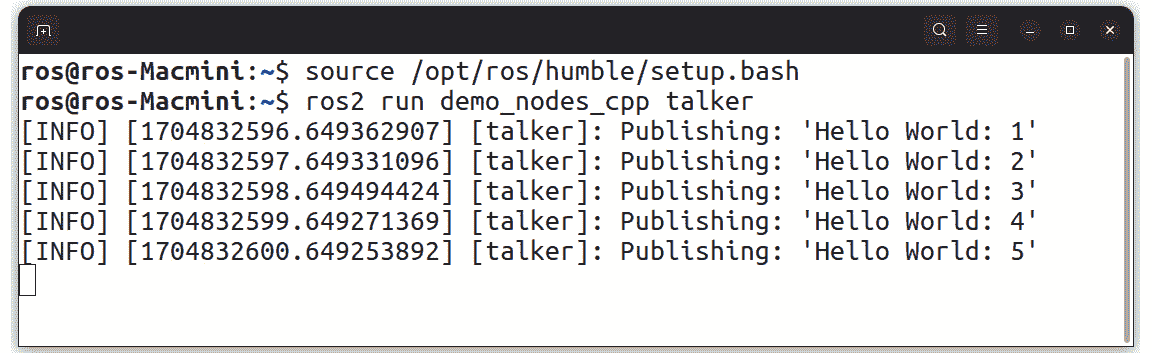 ros@ros-Macmini:~$ source /opt/ros/humble/setup.bash
ros@ros-Macmini:~$ ros2 run demo_nodes_cpp talker
[INFO] [1704832596.649362907] [talker]: Publishing: 'Hello World: 1'
[INFO] [1704832597.649331096] [talker]: Publishing: 'Hello World: 2'
[INFO] [1704832598.649494424] [talker]: Publishing: 'Hello World: 3'
[INFO] [1704832599.649271369] [talker]: Publishing: 'Hello World: 4'
[INFO] [1704832600.649253892] [talker]: Publishing: 'Hello World: 5'